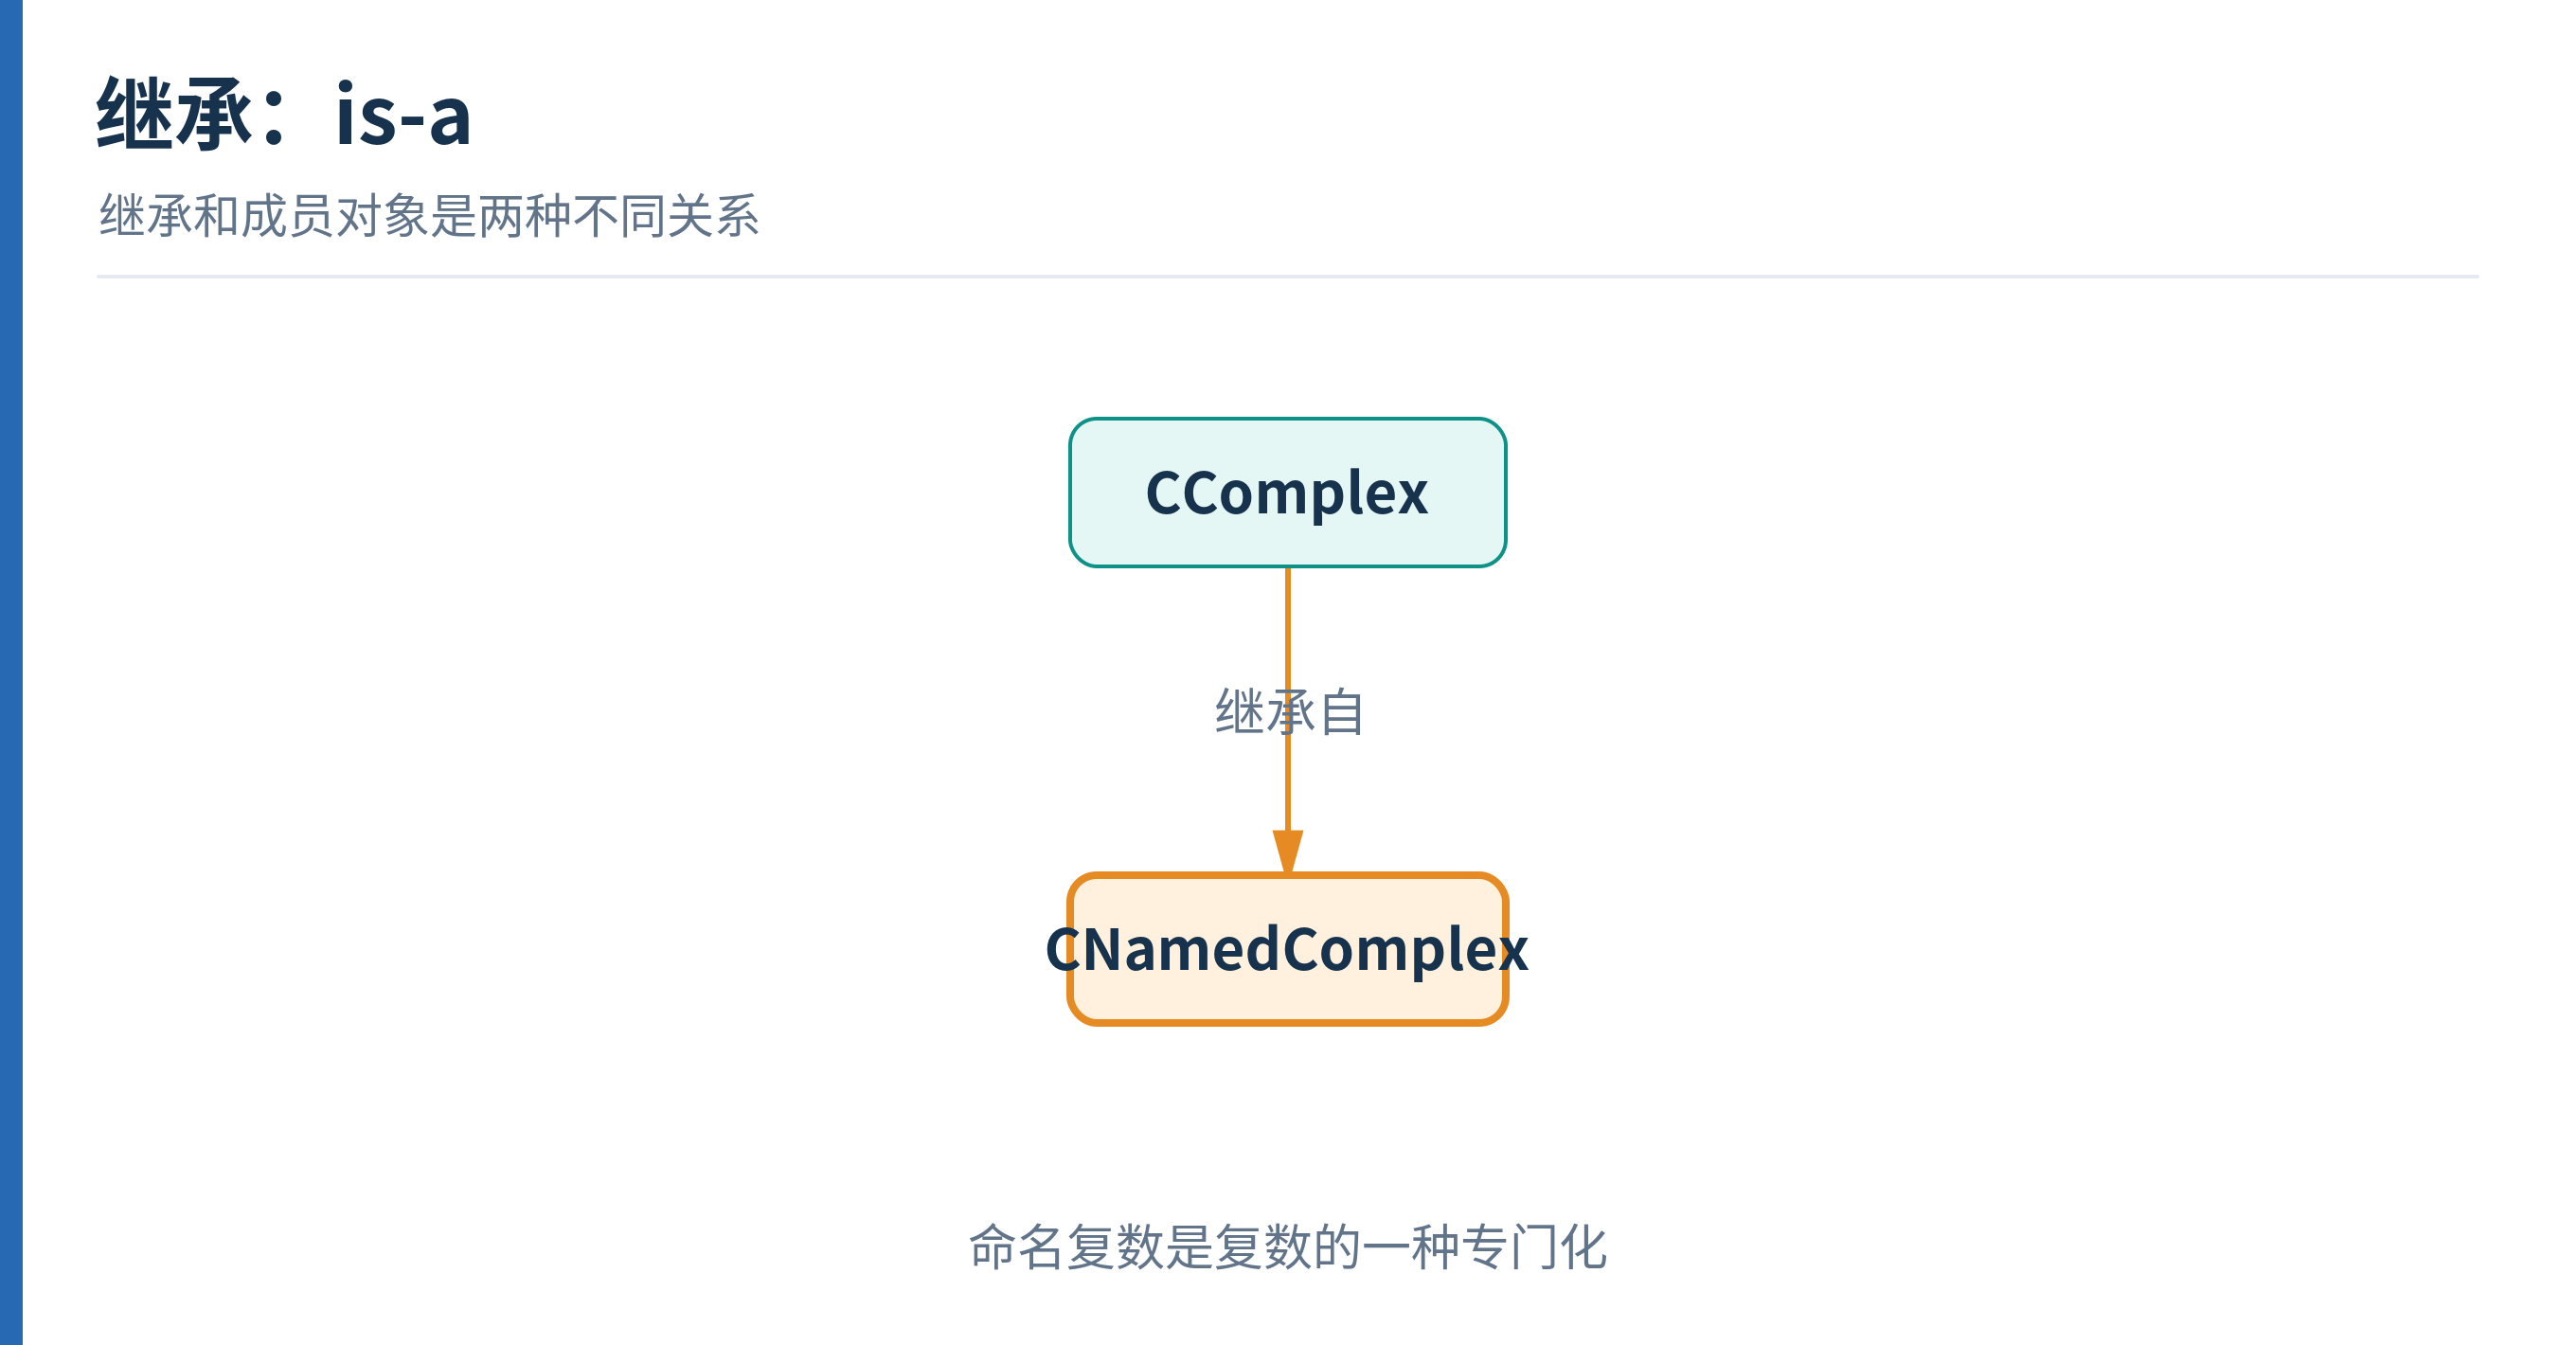 继承：is-a
继承和成员对象是两种不同关系
CComplex
继承自
CNamedComplex
命名复数是复数的一种专门化